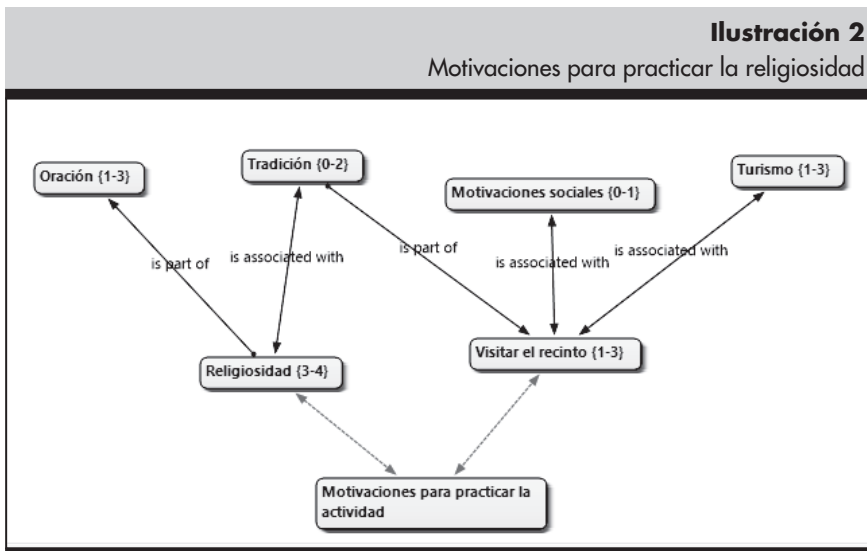 Ilustración 2
Motivaciones para practicar la religiosidad
Oración {1-3}
Tradición {0-2}
Motivaciones sociales {0-1}
Turismo {1-3}
is part of
is associated with
is part of
is associated with
is associated with
Religiosidad {3-4}
Visitar el recinto {1-3}
Motivaciones para practicar la
actividad